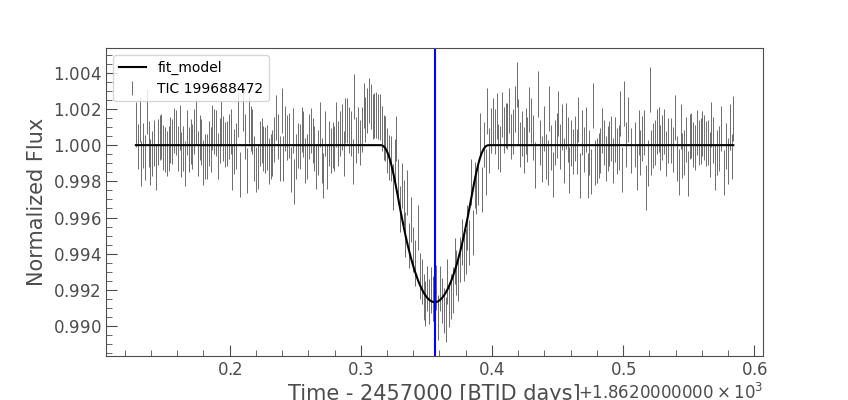 fit_model
TIC 199688472
Normalized Flux
1.004
1.002
1.000
0.998
0.996
0.994
0.992
0.990
0.2 0.3 0.4 0.5 0.6
Time - 2457000 [BTJD days]
+1.8620000000 × 10³